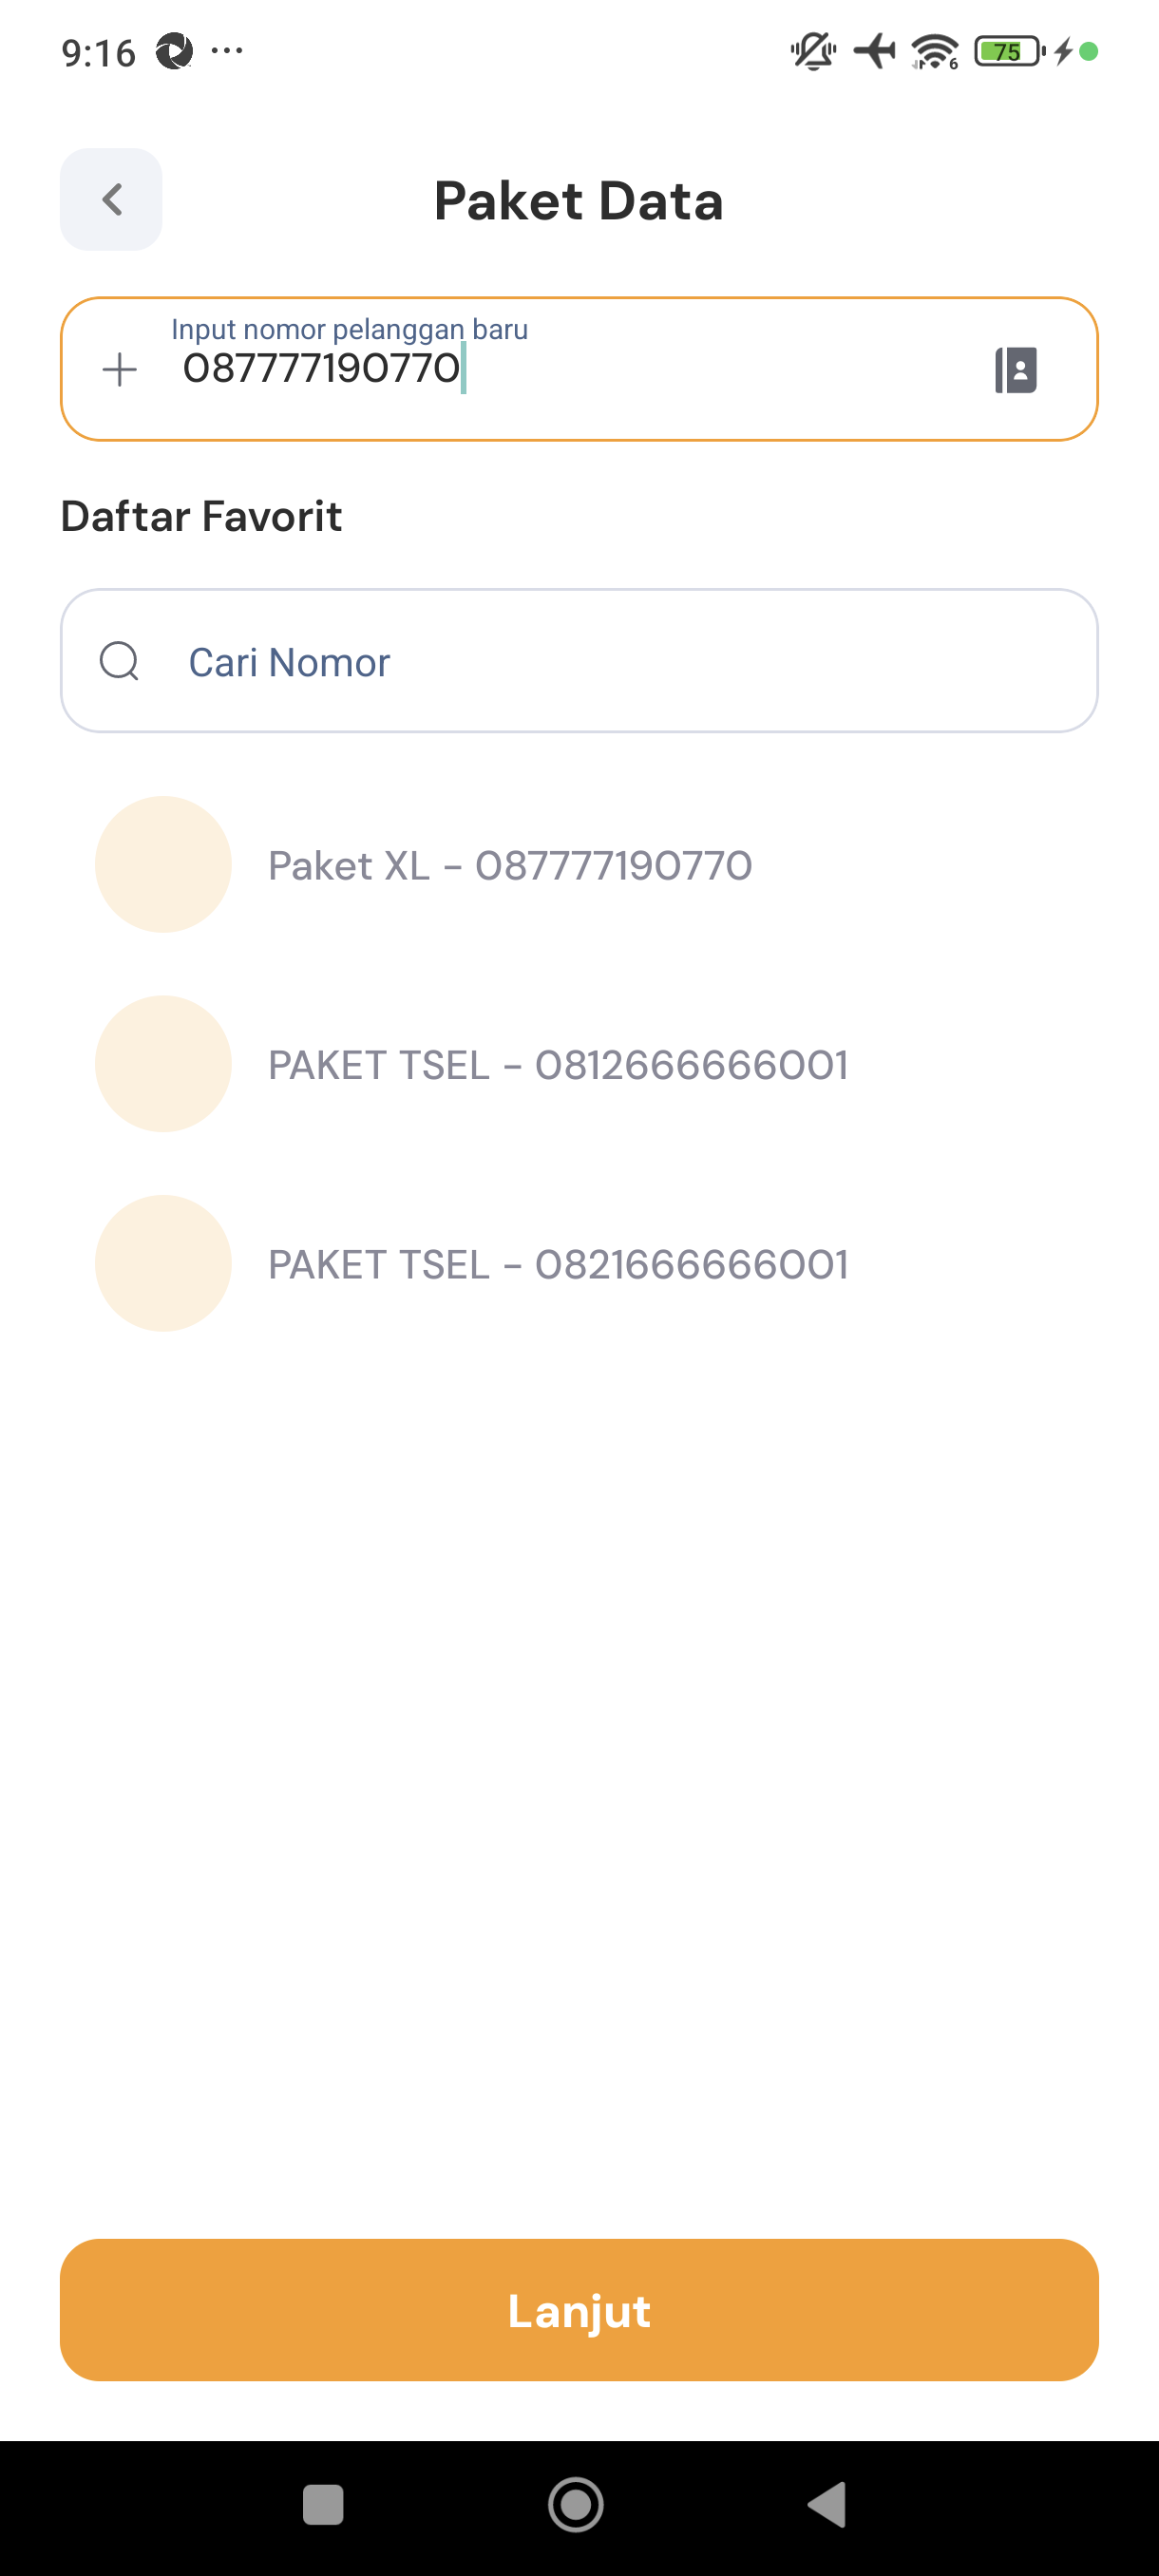 9:16
6
75
Paket Data
Input nomor pelanggan baru
087777190770
Daftar Favorit
Cari Nomor
Paket XL - 087777190770
PAKET TSEL - 0812666666001
PAKET TSEL - 0821666666001
Lanjut